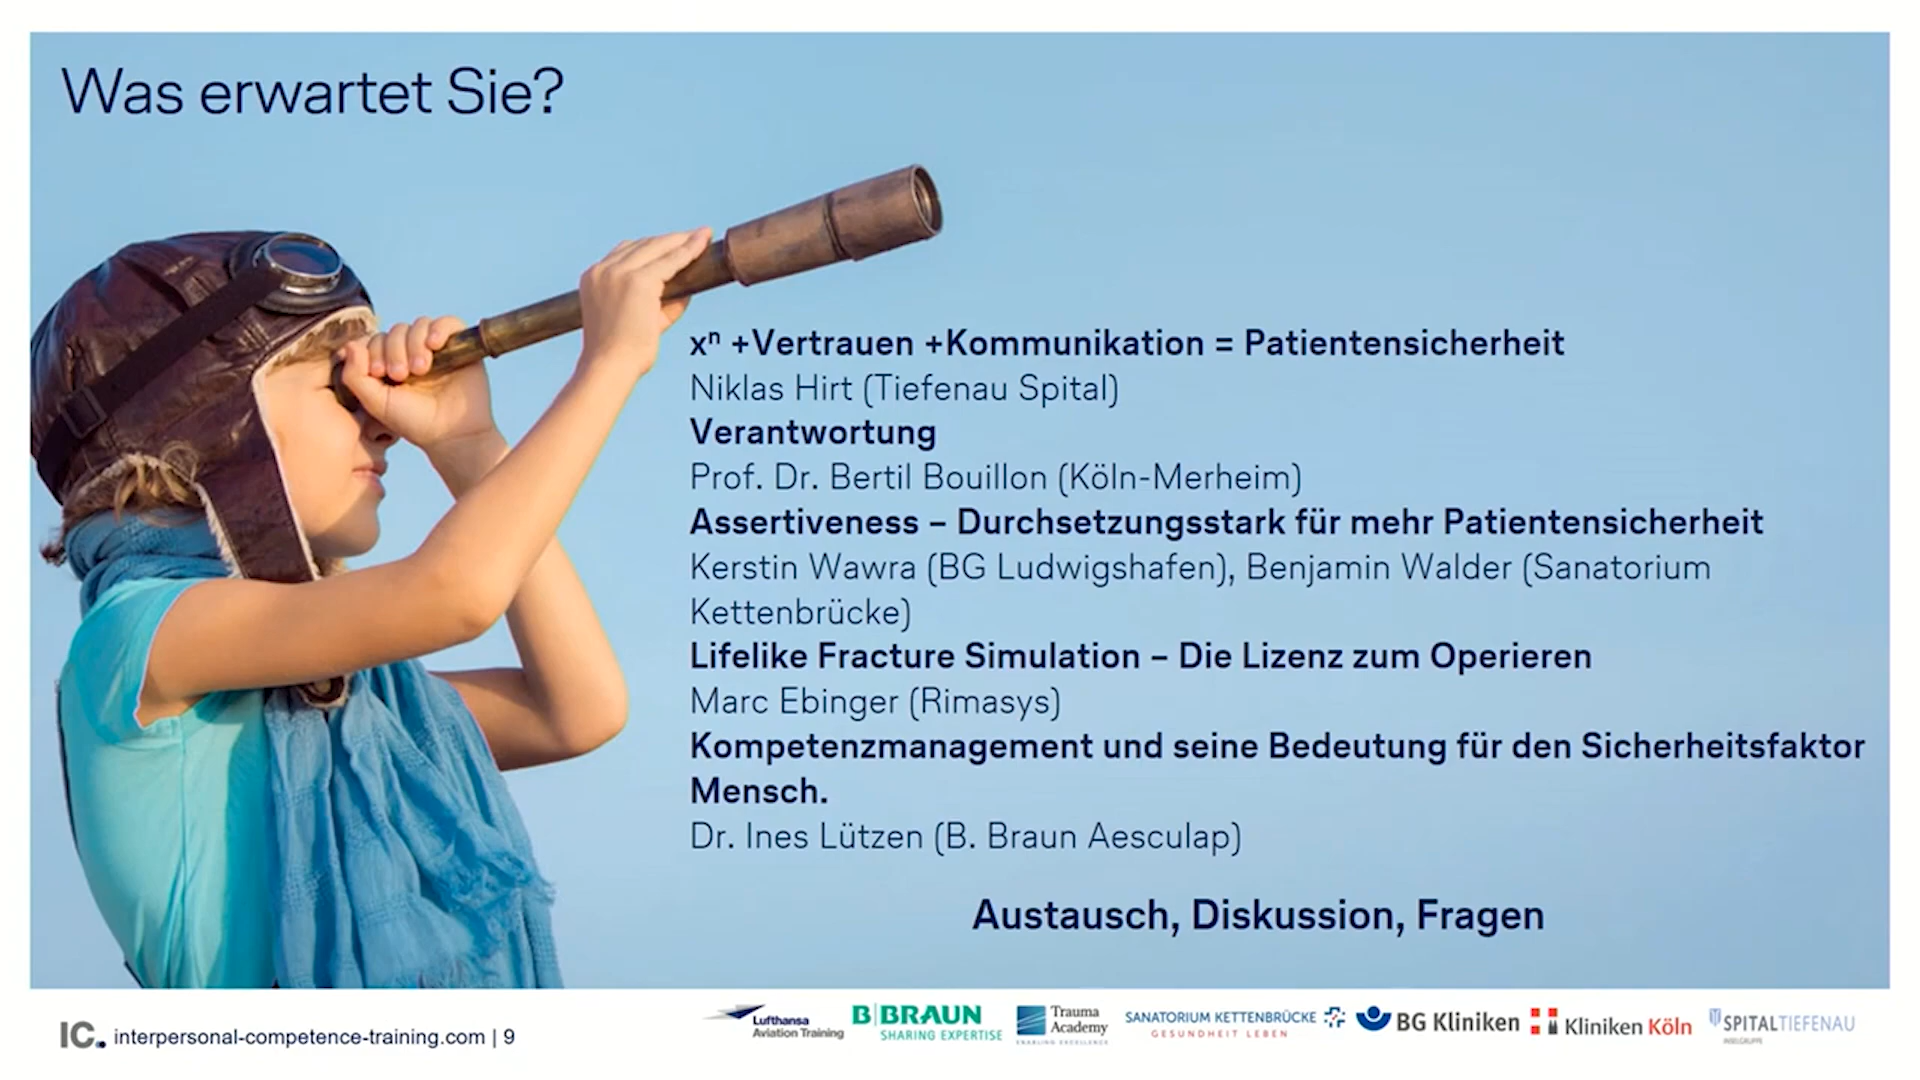 Was erwartet Sie?
xⁿ +Vertrauen +Kommunikation = Patientensicherheit
Niklas Hirt (Tiefenau Spital)
Verantwortung
Prof. Dr. Bertil Bouillon (Köln-Merheim)
Assertiveness – Durchsetzungsstark für mehr Patientensicherheit
Kerstin Wawra (BG Ludwigshafen), Benjamin Walder (Sanatorium
Kettenbrücke)
Lifelike Fracture Simulation – Die Lizenz zum Operieren
Marc Ebinger (Rimasys)
Kompetenzmanagement und seine Bedeutung für den Sicherheitsfaktor
Mensch.
Dr. Ines Lützen (B. Braun Aesculap)
Austausch, Diskussion, Fragen
IC. interpersonal-competence-training.com | 9
Lufthansa
Aviation Training
B|BRAUN
SHARING EXPERTISE
Trauma
Academy
ENABLING EXCELLENCE
SANATORIUM KETTENBRÜCKE
GESUNDHEIT LEBEN
BG Kliniken
Kliniken Köln
SPITALTIEFENAU
INSELGRUPPE